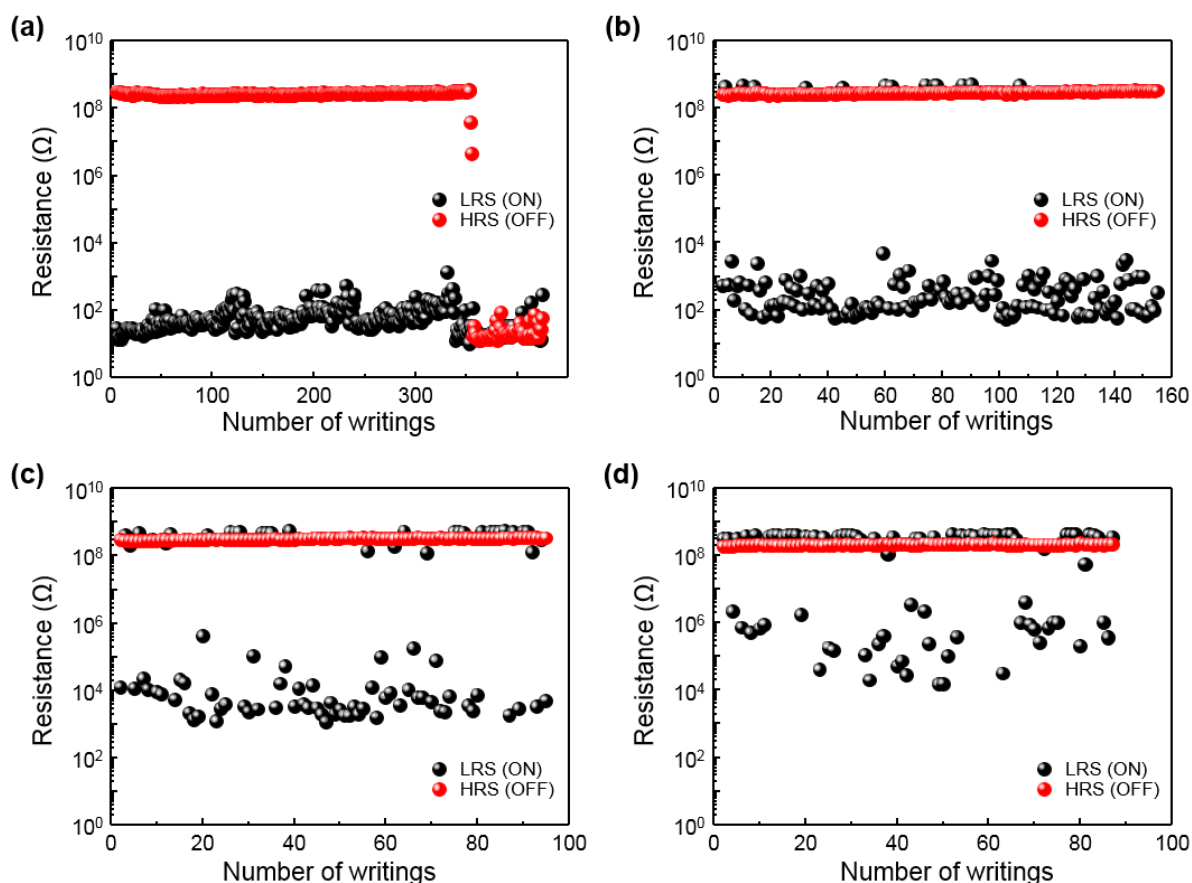 (a)
10^10
10^8
10^6
10^4
10^2
10^0
Resistance (Ω)
LRS (ON)
HRS (OFF)
0 100 200 300
Number of writings
(b)
10^10
10^8
10^6
10^4
10^2
10^0
Resistance (Ω)
LRS (ON)
HRS (OFF)
0 20 40 60 80 100 120 140 160
Number of writings
(c)
10^10
10^8
10^6
10^4
10^2
10^0
Resistance (Ω)
LRS (ON)
HRS (OFF)
0 20 40 60 80 100
Number of writings
(d)
10^10
10^8
10^6
10^4
10^2
10^0
Resistance (Ω)
LRS (ON)
HRS (OFF)
0 20 40 60 80 100
Number of writings